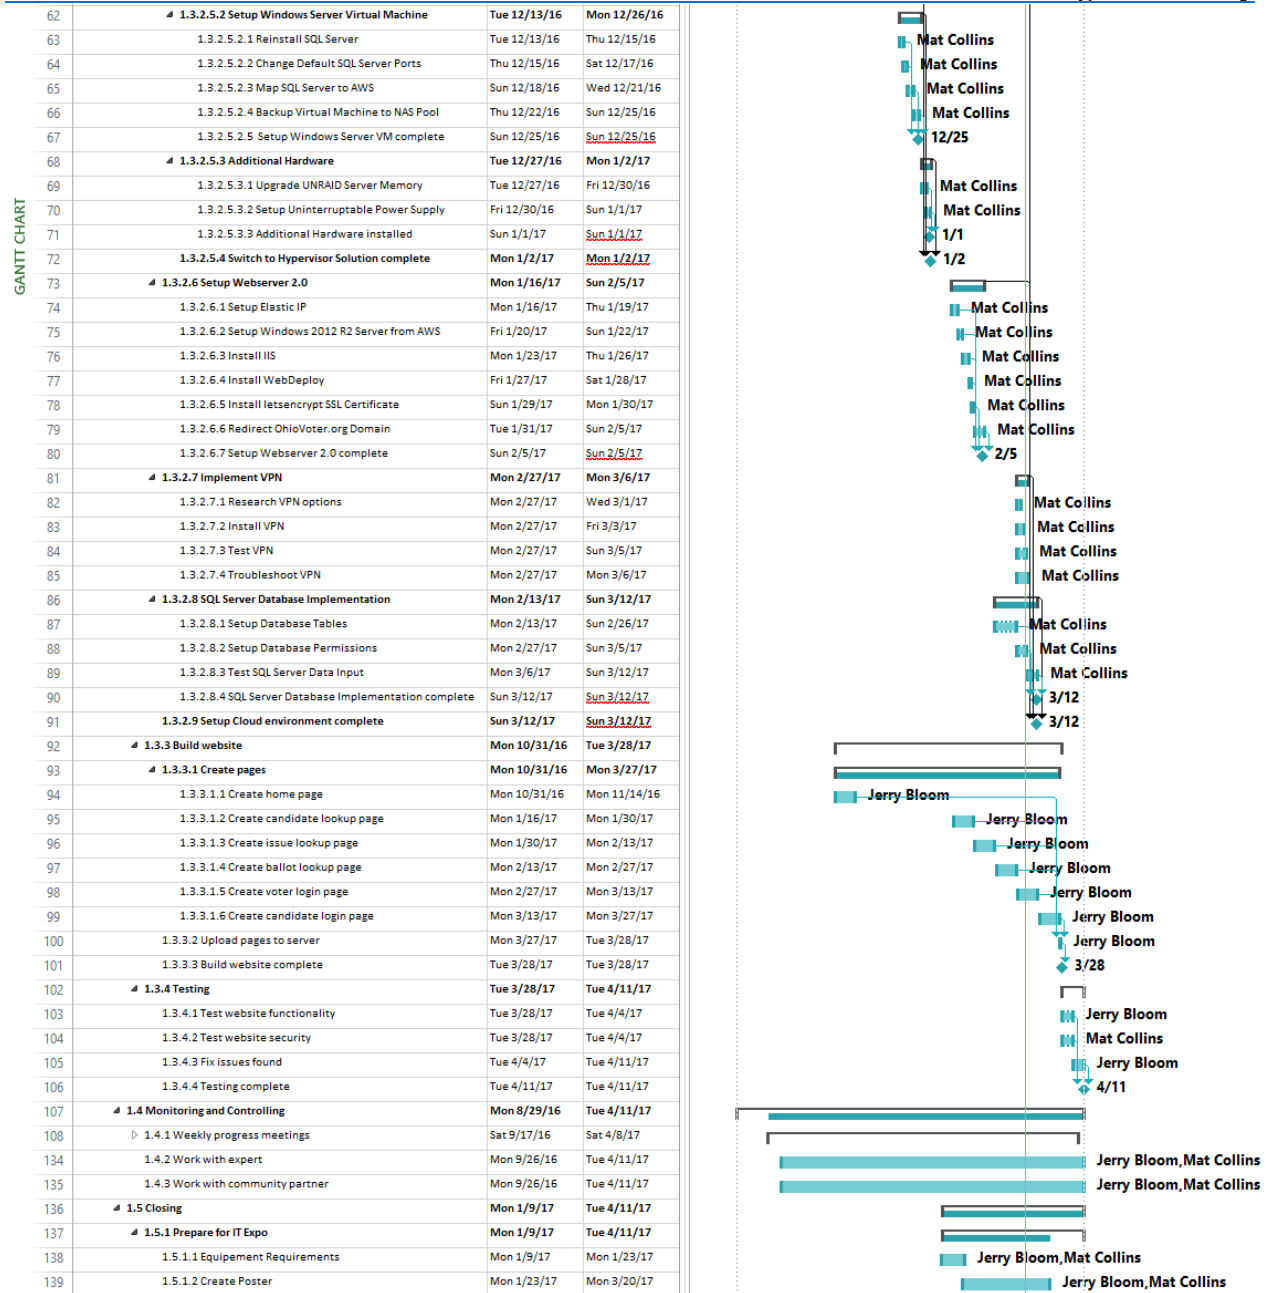 62 1.3.2.5.2 Setup Windows Server Virtual Machine Tue 12/13/16 Mon 12/26/16
63 1.3.2.5.2.1 Reinstall SQL Server Tue 12/13/16 Thu 12/15/16 Mat Collins
64 1.3.2.5.2.2 Change Default SQL Server Ports Thu 12/15/16 Sat 12/17/16 Mat Collins
65 1.3.2.5.2.3 Map SQL Server to AWS Sun 12/18/16 Wed 12/21/16 Mat Collins
66 1.3.2.5.2.4 Backup Virtual Machine to NAS Pool Thu 12/22/16 Sun 12/25/16 Mat Collins
67 1.3.2.5.2.5 Setup Windows Server VM complete Sun 12/25/16 Sun 12/25/16 12/25
68 1.3.2.5.3 Additional Hardware Tue 12/27/16 Mon 1/2/17
69 1.3.2.5.3.1 Upgrade UNRAID Server Memory Tue 12/27/16 Fri 12/30/16 Mat Collins
GANTT CHART
70 1.3.2.5.3.2 Setup Uninterruptable Power Supply Fri 12/30/16 Sun 1/1/17 Mat Collins
71 1.3.2.5.3.3 Additional Hardware installed Sun 1/1/17 Sun 1/1/17 1/1
72 1.3.2.5.4 Switch to Hypervisor Solution complete Mon 1/2/17 Mon 1/2/17 1/2
73 1.3.2.6 Setup Webserver 2.0 Mon 1/16/17 Sun 2/5/17
74 1.3.2.6.1 Setup Elastic IP Mon 1/16/17 Thu 1/19/17 Mat Collins
75 1.3.2.6.2 Setup Windows 2012 R2 Server from AWS Fri 1/20/17 Sun 1/22/17 Mat Collins
76 1.3.2.6.3 Install IIS Mon 1/23/17 Thu 1/26/17 Mat Collins
77 1.3.2.6.4 Install WebDeploy Fri 1/27/17 Sat 1/28/17 Mat Collins
78 1.3.2.6.5 Install letsencrypt SSL Certificate Sun 1/29/17 Mon 1/30/17 Mat Collins
79 1.3.2.6.6 Redirect OhioVoter.org Domain Tue 1/31/17 Sun 2/5/17 Mat Collins
80 1.3.2.6.7 Setup Webserver 2.0 complete Sun 2/5/17 Sun 2/5/17 2/5
81 1.3.2.7 Implement VPN Mon 2/27/17 Mon 3/6/17
82 1.3.2.7.1 Research VPN options Mon 2/27/17 Wed 3/1/17 Mat Collins
83 1.3.2.7.2 Install VPN Mon 2/27/17 Fri 3/3/17 Mat Collins
84 1.3.2.7.3 Test VPN Mon 2/27/17 Sun 3/5/17 Mat Collins
85 1.3.2.7.4 Troubleshoot VPN Mon 2/27/17 Mon 3/6/17 Mat Collins
86 1.3.2.8 SQL Server Database Implementation Mon 2/13/17 Sun 3/12/17
87 1.3.2.8.1 Setup Database Tables Mon 2/13/17 Sun 2/26/17 Mat Collins
88 1.3.2.8.2 Setup Database Permissions Mon 2/27/17 Sun 3/5/17 Mat Collins
89 1.3.2.8.3 Test SQL Server Data Input Mon 3/6/17 Sun 3/12/17 Mat Collins
90 1.3.2.8.4 SQL Server Database Implementation complete Sun 3/12/17 Sun 3/12/17 3/12
91 1.3.2.9 Setup Cloud environment complete Sun 3/12/17 Sun 3/12/17 3/12
92 1.3.3 Build website Mon 10/31/16 Tue 3/28/17
93 1.3.3.1 Create pages Mon 10/31/16 Mon 3/27/17
94 1.3.3.1.1 Create home page Mon 10/31/16 Mon 11/14/16 Jerry Bloom
95 1.3.3.1.2 Create candidate lookup page Mon 1/16/17 Mon 1/30/17 Jerry Bloom
96 1.3.3.1.3 Create issue lookup page Mon 1/30/17 Mon 2/13/17 Jerry Bloom
97 1.3.3.1.4 Create ballot lookup page Mon 2/13/17 Mon 2/27/17 Jerry Bloom
98 1.3.3.1.5 Create voter login page Mon 2/27/17 Mon 3/13/17 Jerry Bloom
99 1.3.3.1.6 Create candidate login page Mon 3/13/17 Mon 3/27/17 Jerry Bloom
100 1.3.3.2 Upload pages to server Mon 3/27/17 Tue 3/28/17 Jerry Bloom
101 1.3.3.3 Build website complete Tue 3/28/17 Tue 3/28/17 3/28
102 1.3.4 Testing Tue 3/28/17 Tue 4/11/17
103 1.3.4.1 Test website functionality Tue 3/28/17 Tue 4/4/17 Jerry Bloom
104 1.3.4.2 Test website security Tue 3/28/17 Tue 4/4/17 Mat Collins
105 1.3.4.3 Fix issues found Tue 4/4/17 Tue 4/11/17 Jerry Bloom
106 1.3.4.4 Testing complete Tue 4/11/17 Tue 4/11/17 4/11
107 1.4 Monitoring and Controlling Mon 8/29/16 Tue 4/11/17
108 1.4.1 Weekly progress meetings Sat 9/17/16 Sat 4/8/17
134 1.4.2 Work with expert Mon 9/26/16 Tue 4/11/17 Jerry Bloom,Mat Collins
135 1.4.3 Work with community partner Mon 9/26/16 Tue 4/11/17 Jerry Bloom,Mat Collins
136 1.5 Closing Mon 1/9/17 Tue 4/11/17
137 1.5.1 Prepare for IT Expo Mon 1/9/17 Tue 4/11/17
138 1.5.1.1 Equipement Requirements Mon 1/9/17 Mon 1/23/17 Jerry Bloom,Mat Collins
139 1.5.1.2 Create Poster Mon 1/23/17 Mon 3/20/17 Jerry Bloom,Mat Collins